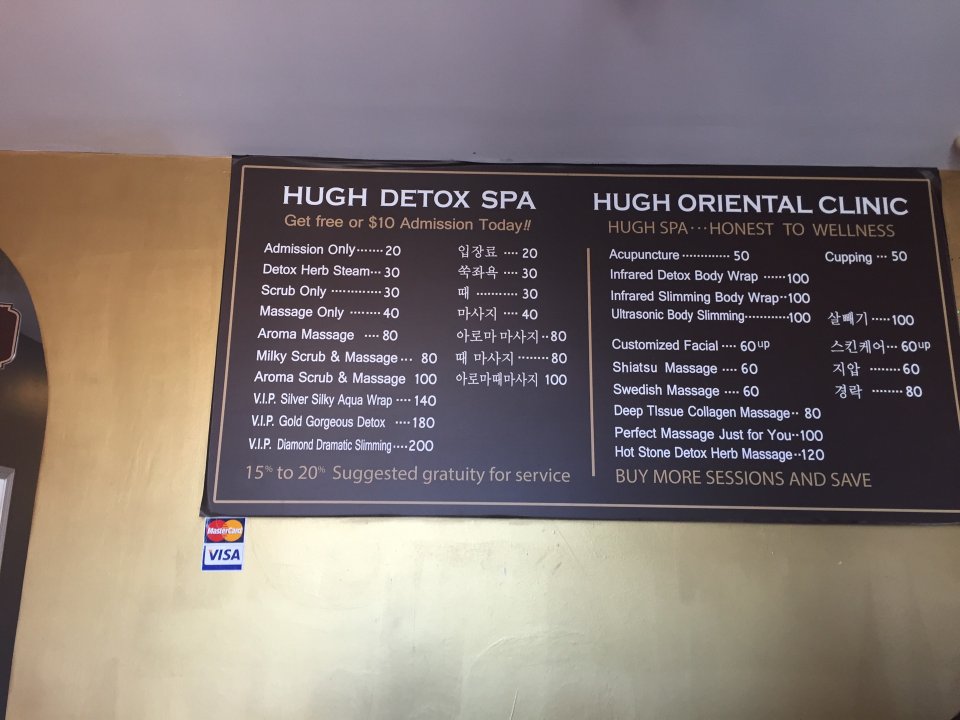 HUGH DETOX SPA
Get free or $10 Admission Today!!
Admission Only·······20
Detox Herb Steam···30
Scrub Only ·············30
Massage Only ········40
Aroma Massage ····80
Milky Scrub & Massage··· 80
Aroma Scrub & Massage 100
V.I.P. Silver Silky Aqua Wrap ····140
V.I.P. Gold Gorgeous Detox ·····180
V.I.P. Diamond Dramatic Slimming····200
입장료 ···· 20
쑥좌욕 ···· 30
때 ··········· 30
마사지 ···· 40
아로마 마사지··80
때 마사지········80
아로마때마사지 100
15% to 20% Suggested gratuity for service
HUGH ORIENTAL CLINIC
HUGH SPA···HONEST TO WELLNESS
Acupuncture ············· 50
Cupping ··· 50
Infrared Detox Body Wrap ······100
Infrared Slimming Body Wrap··100
Ultrasonic Body Slimming············100
살빼기·····100
Customized Facial ···· 60up
스킨케어··· 60up
Shiatsu Massage ···· 60
지압 ········60
Swedish Massage ···· 60
경락 ········80
Deep TIssue Collagen Massage·· 80
Perfect Massage Just for You··100
Hot Stone Detox Herb Massage··120
BUY MORE SESSIONS AND SAVE
MasterCard
VISA